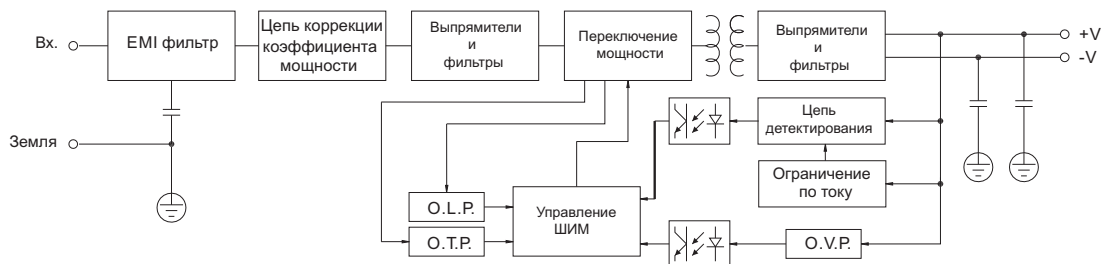 Вх.
EMI фильтр
Цепь коррекции
коэффициента
мощности
Выпрямители
и
фильтры
Переключение
мощности
Выпрямители
и
фильтры
+V
-V
Земля
Цепь
детектирования
Ограничение
по току
O.L.P.
O.T.P.
Управление
ШИМ
O.V.P.